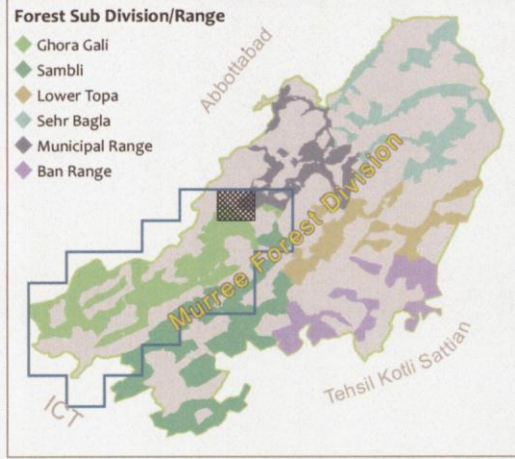 Forest Sub Division/Range
Ghora Gali
Sambli
Lower Topa
Sehr Bagla
Municipal Range
Ban Range
Abbottabad
Murree Forest Division
Tehsil Kotli Sattian
ICT